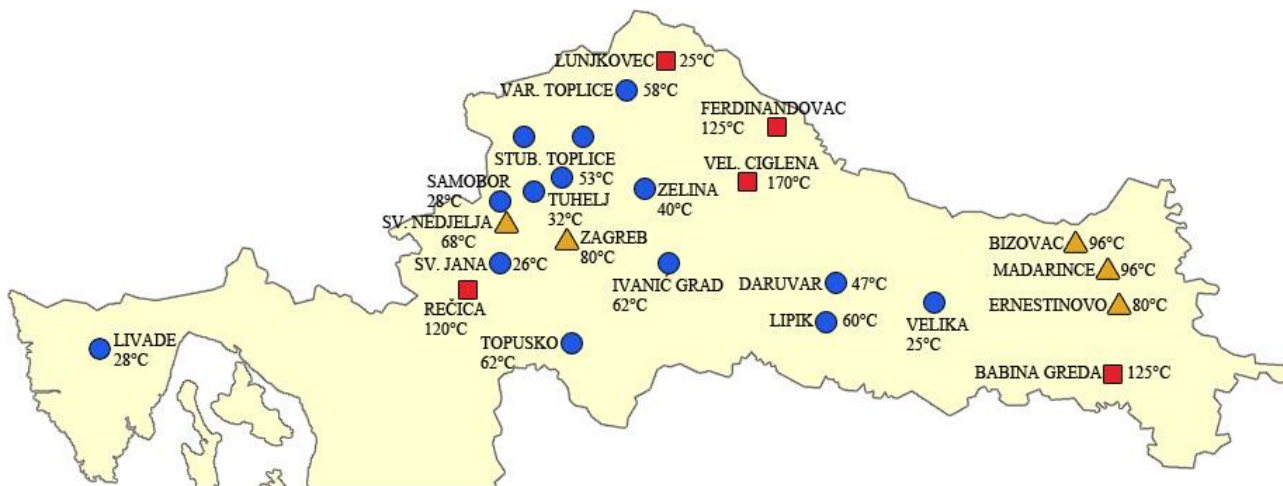 LUNJKOVEC 25°C
VAR. TOPLICE 58°C
FERDINANDOVAC
125°C
STUB. TOPLICE
53°C
VEL. CIGLENA
170°C
SAMOBOR
28°C
TUHELJ
32°C
ZELINA
40°C
SV. NEDJELJA
68°C
ZAGREB
80°C
BIZOVAC 96°C
SV. JANA 26°C
MADARINCE 96°C
IVANIĆ GRAD
62°C
DARUVAR 47°C
REČICA
120°C
ERNESTINOVO 80°C
LIPIK 60°C
VELIKA
25°C
LIVADE
28°C
TOPUSKO
62°C
BABINA GREDA 125°C